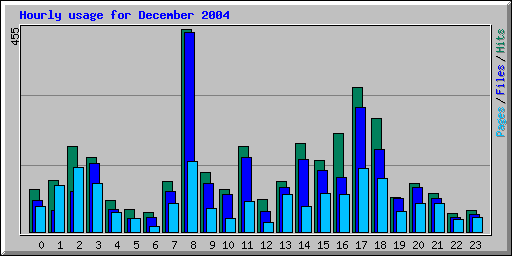 Hourly usage for December 2004
455
Pages / Files / Hits
0 1 2 3 4 5 6 7 8 9 10 11 12 13 14 15 16 17 18 19 20 21 22 23